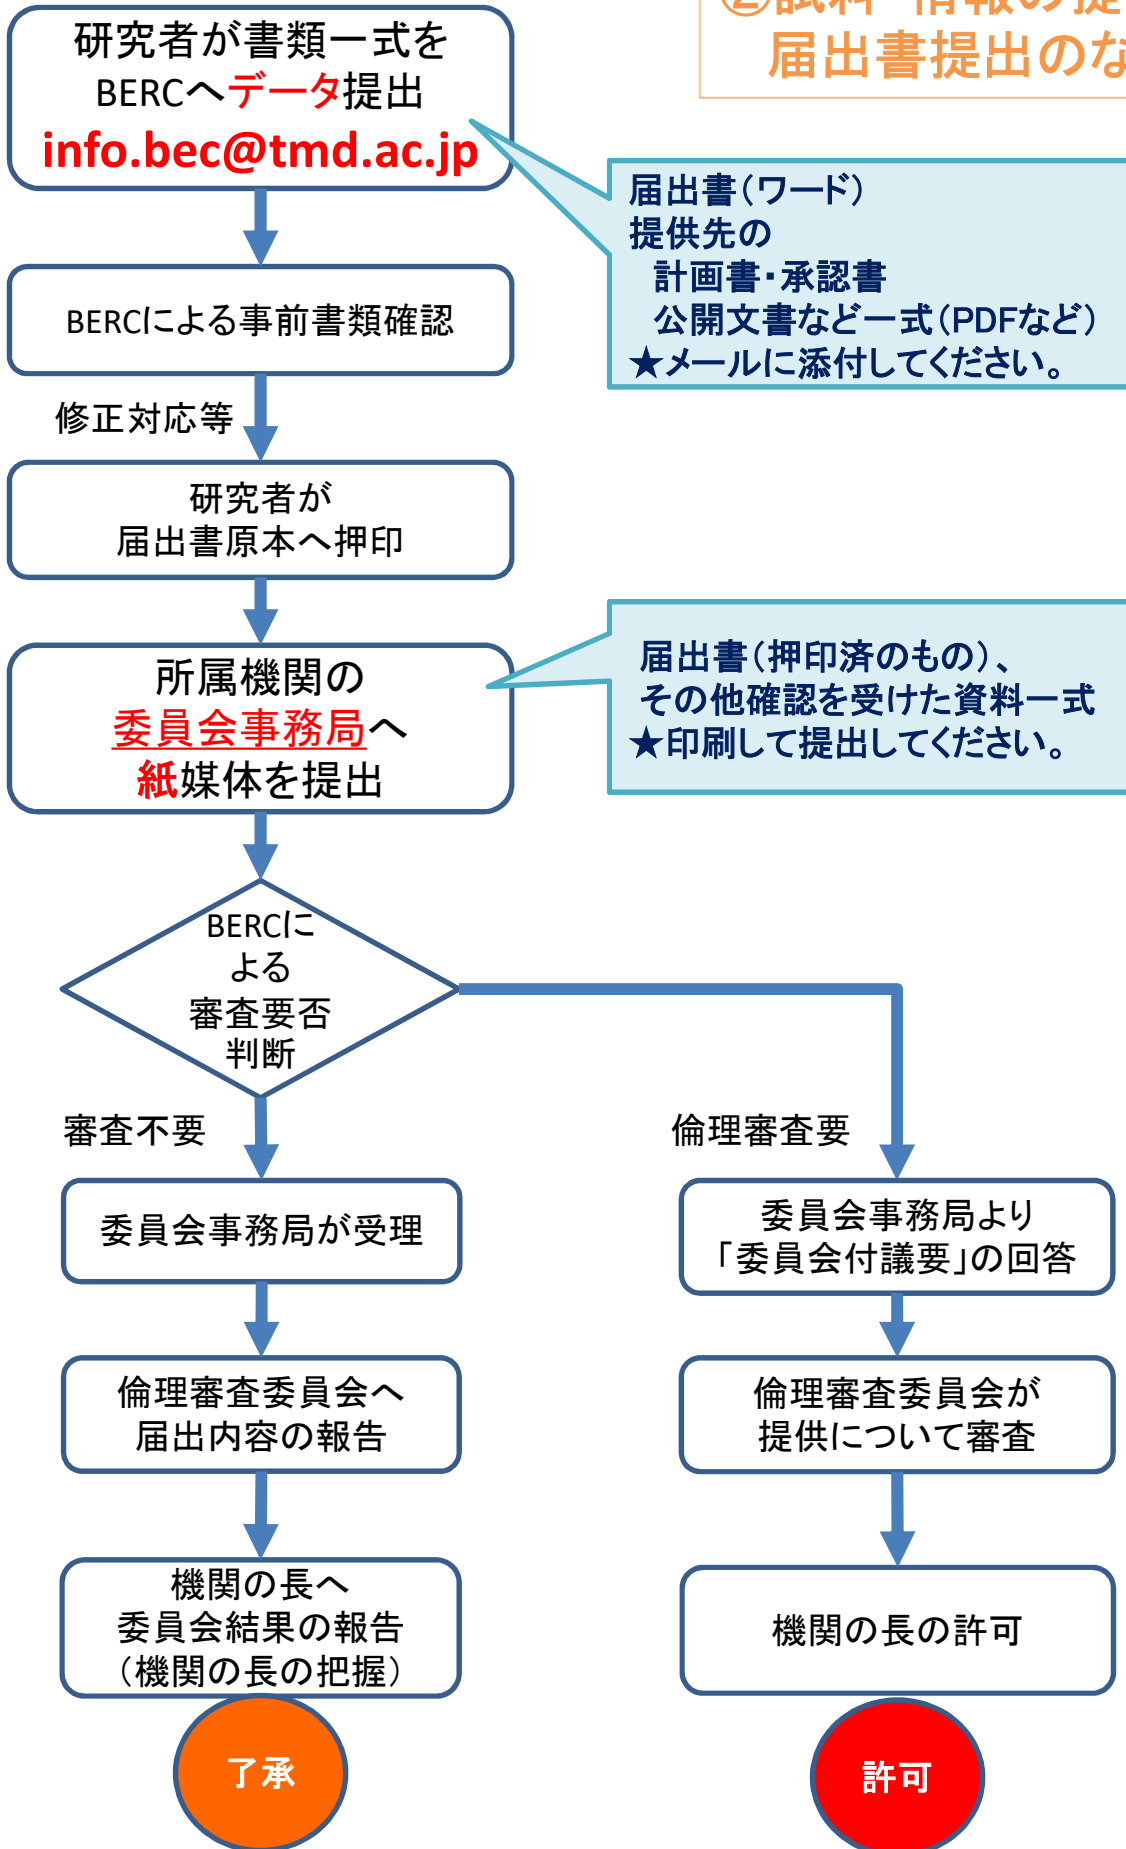 ②試料・情報の提
届出書提出のな
研究者が書類一式を
BERCへデータ提出
info.bec@tmd.ac.jp
届出書（ワード）
提供先の
計画書・承認書
公開文書など一式（PDFなど）
★メールに添付してください。
BERCによる事前書類確認
修正対応等
研究者が
届出書原本へ押印
所属機関の
委員会事務局へ
紙媒体を提出
届出書（押印済のもの）、
その他確認を受けた資料一式
★印刷して提出してください。
BERCに
よる
審査要否
判断
審査不要
倫理審査要
委員会事務局が受理
委員会事務局より
「委員会付議要」の回答
倫理審査委員会へ
届出内容の報告
倫理審査委員会が
提供について審査
機関の長へ
委員会結果の報告
（機関の長の把握）
機関の長の許可
了承
許可